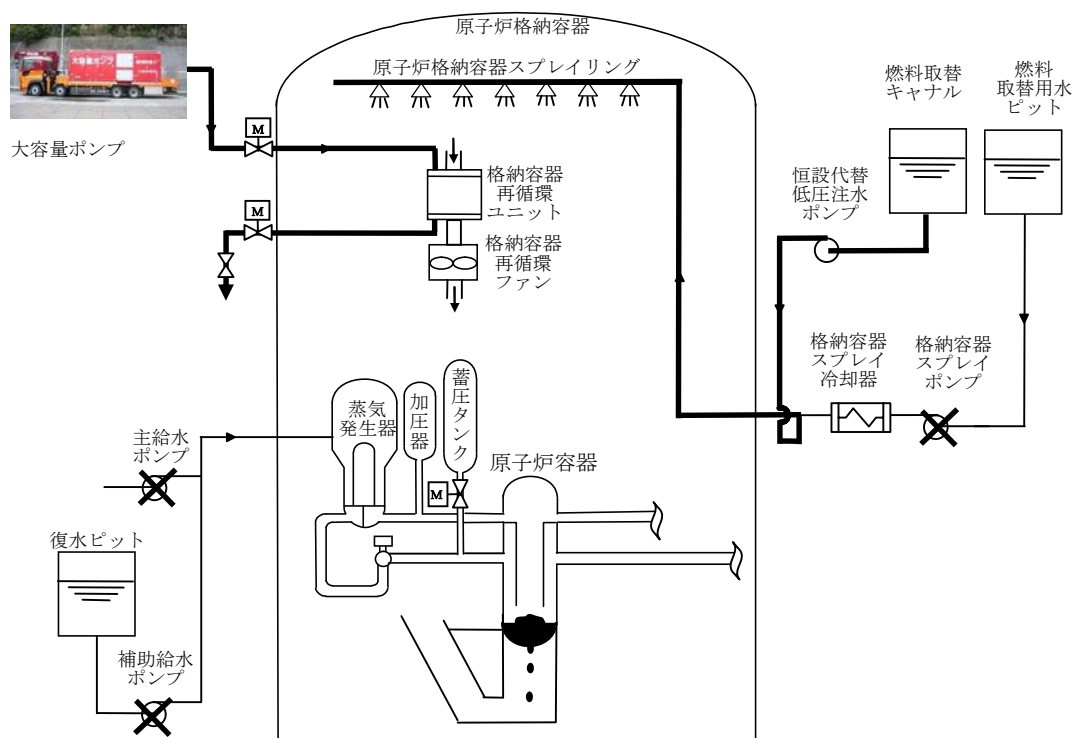 原子炉格納容器
原子炉格納容器スプレイリング
大容量ポンプ
大容量ポンプ
M
M
格納容器
再循環
ユニット
格納容器
再循環
ファン
燃料取替
キャナル
燃料
取替用水
ピット
恒設代替
低圧注水
ポンプ
格納容器
スプレイ
冷却器
格納容器
スプレイ
ポンプ
蒸気
発生器
加圧器
蓄圧タンク
原子炉容器
M
主給水
ポンプ
復水ピット
補助給水
ポンプ